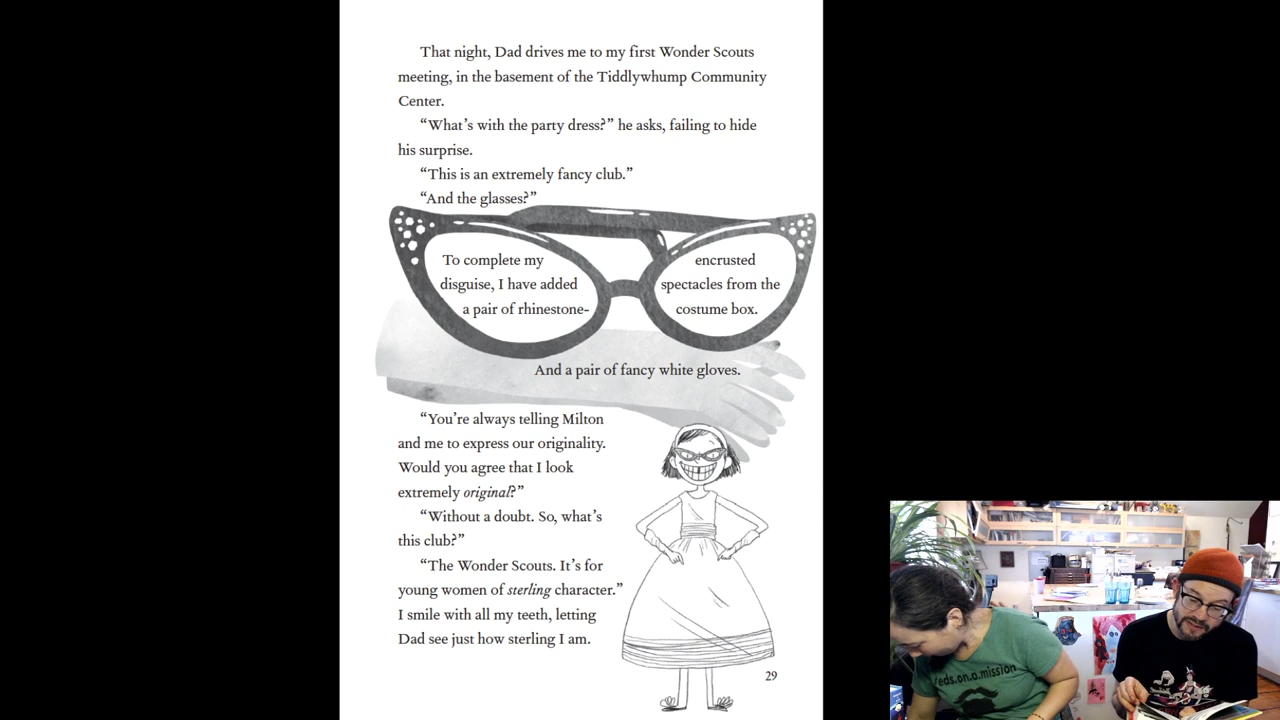 That night, Dad drives me to my first Wonder Scouts
meeting, in the basement of the Tiddlywhump Community
Center.
“What’s with the party dress?” he asks, failing to hide
his surprise.
“This is an extremely fancy club.”
“And the glasses?”
To complete my
disguise, I have added
a pair of rhinestone-
encrusted
spectacles from the
costume box.
And a pair of fancy white gloves.
“You’re always telling Milton
and me to express our originality.
Would you agree that I look
extremely original?”
“Without a doubt. So, what’s
this club?”
“The Wonder Scouts. It’s for
young women of sterling character.”
I smile with all my teeth, letting
Dad see just how sterling I am.
29
eds.on.a.mission